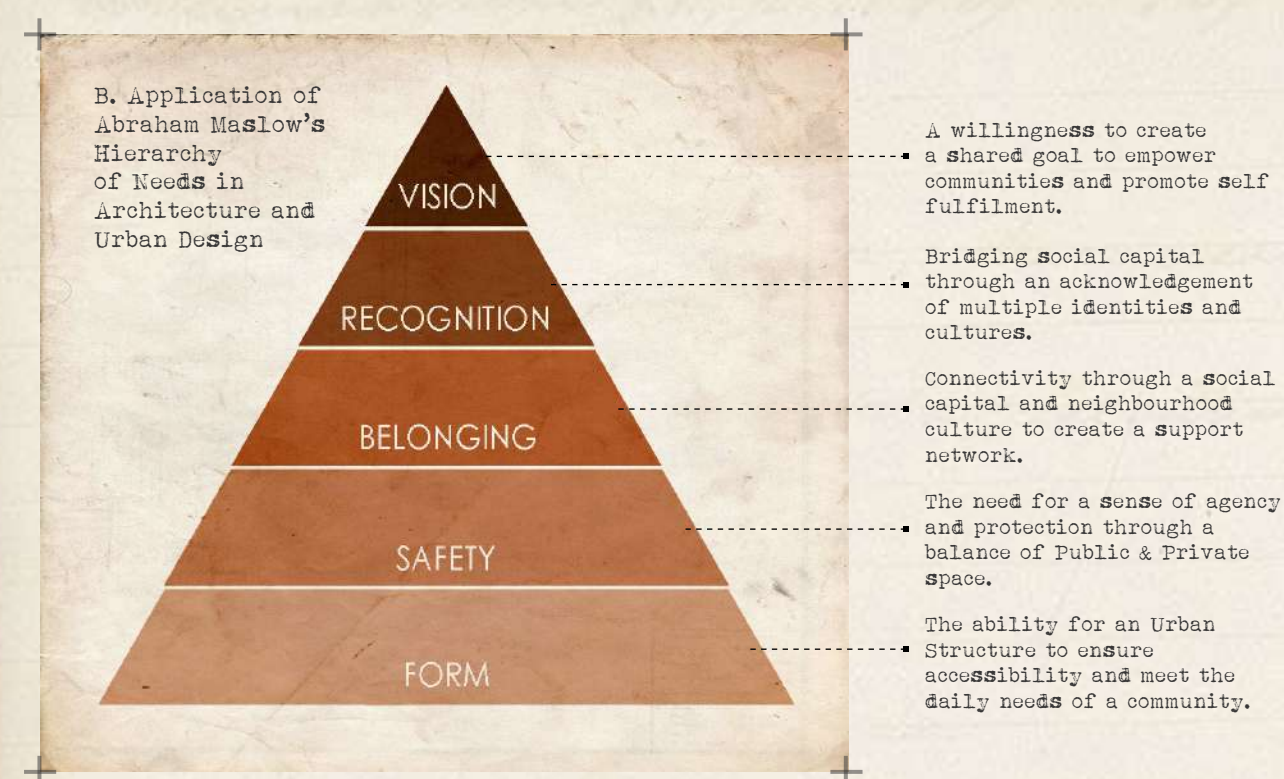 B. Application of
Abraham Maslow's
Hierarchy
of Needs in
Architecture and
Urban Design
VISION
A willingness to create
a shared goal to empower
communities and promote self
fulfilment.
RECOGNITION
Bridging social capital
through an acknowledgement
of multiple identities and
cultures.
BELONGING
Connectivity through a social
capital and neighbourhood
culture to create a support
network.
SAFETY
The need for a sense of agency
and protection through a
balance of Public & Private
space.
FORM
The ability for an Urban
Structure to ensure
accessibility and meet the
daily needs of a community.